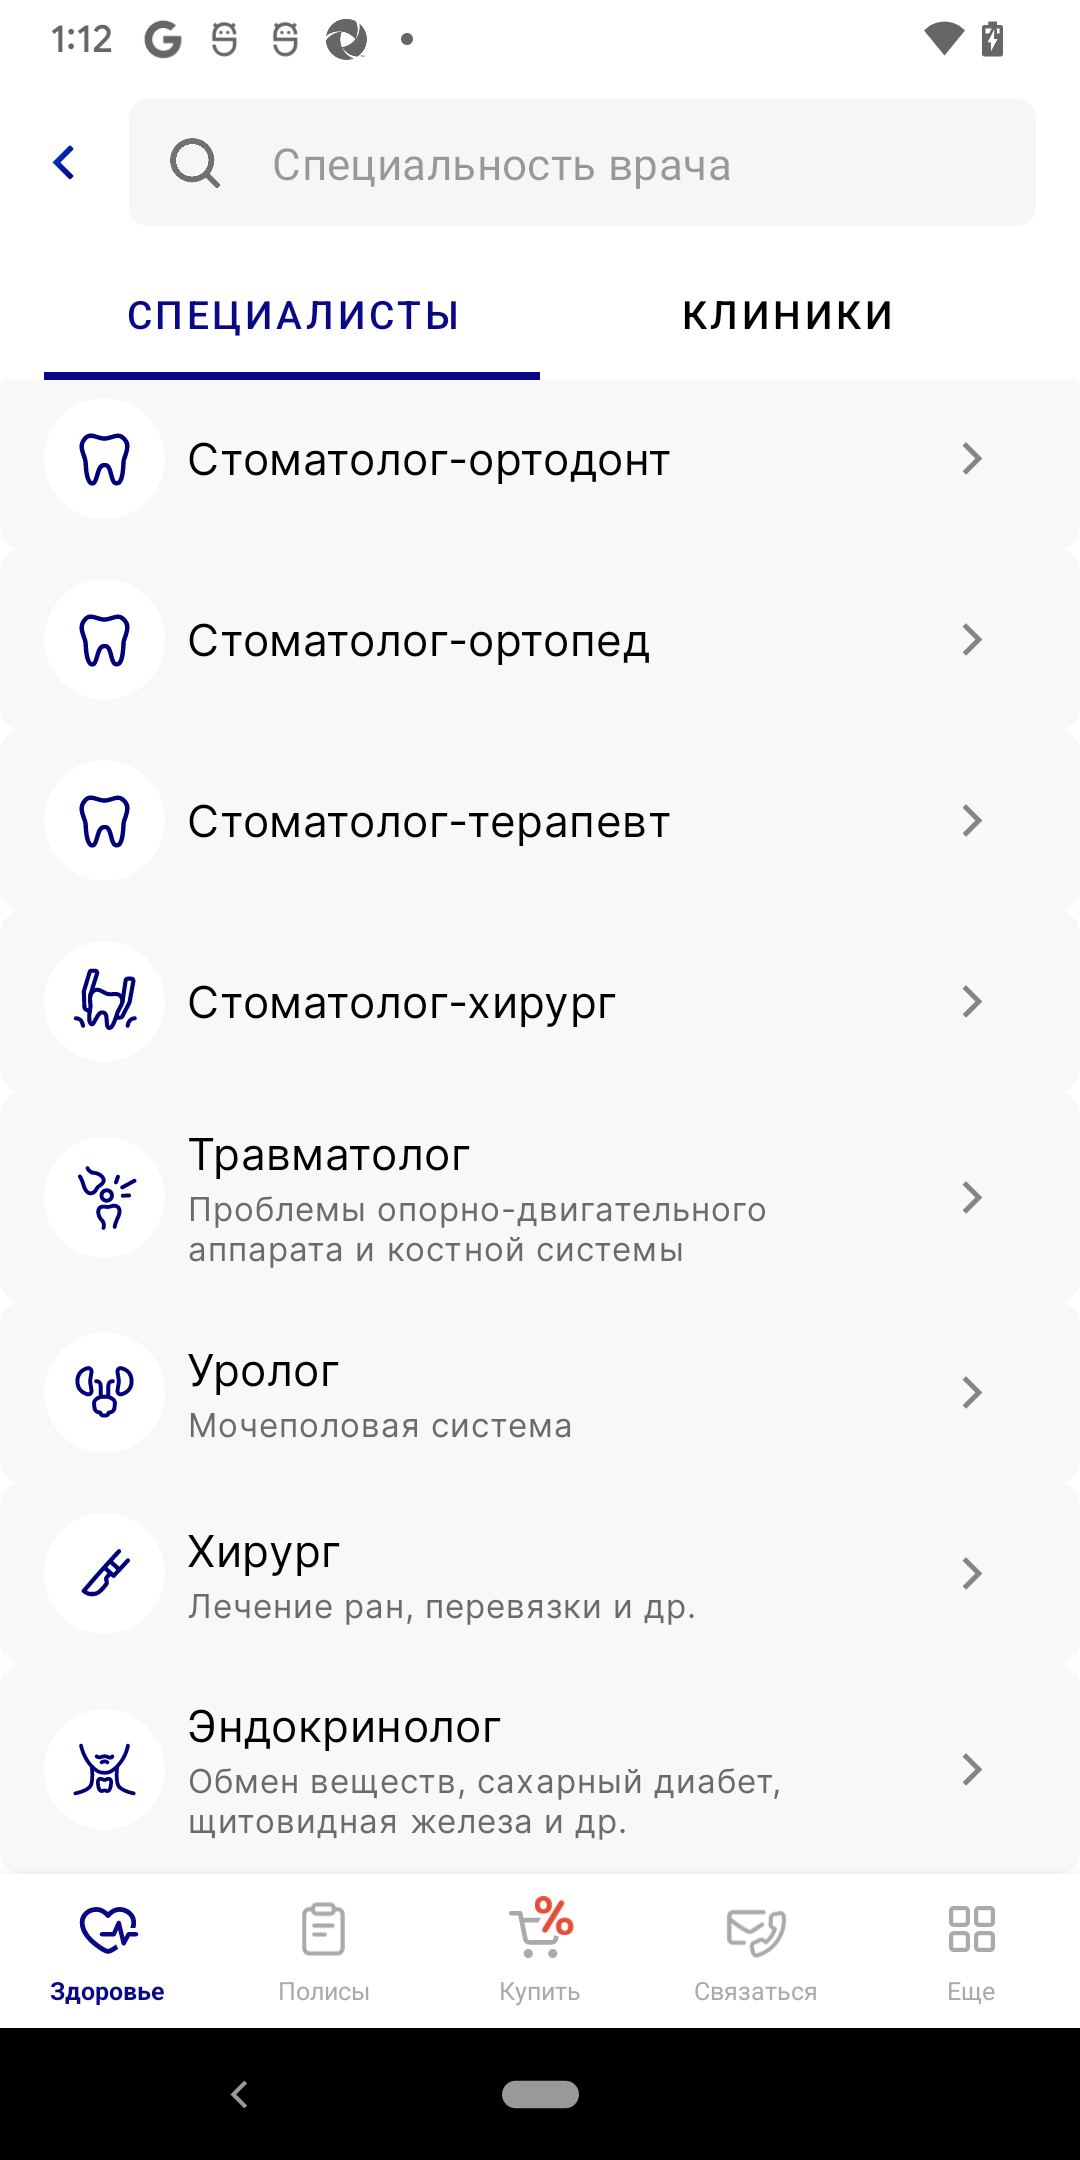 1:12
Специальность врача
СПЕЦИАЛИСТЫ
КЛИНИКИ
Стоматолог-ортодонт
Стоматолог-ортопед
Стоматолог-терапевт
Стоматолог-хирург
Травматолог
Проблемы опорно-двигательного
аппарата и костной системы
Уролог
Мочеполовая система
Хирург
Лечение ран, перевязки и др.
Эндокринолог
Обмен веществ, сахарный диабет,
щитовидная железа и др.
Здоровье
Полисы
%
Купить
Связаться
Еще